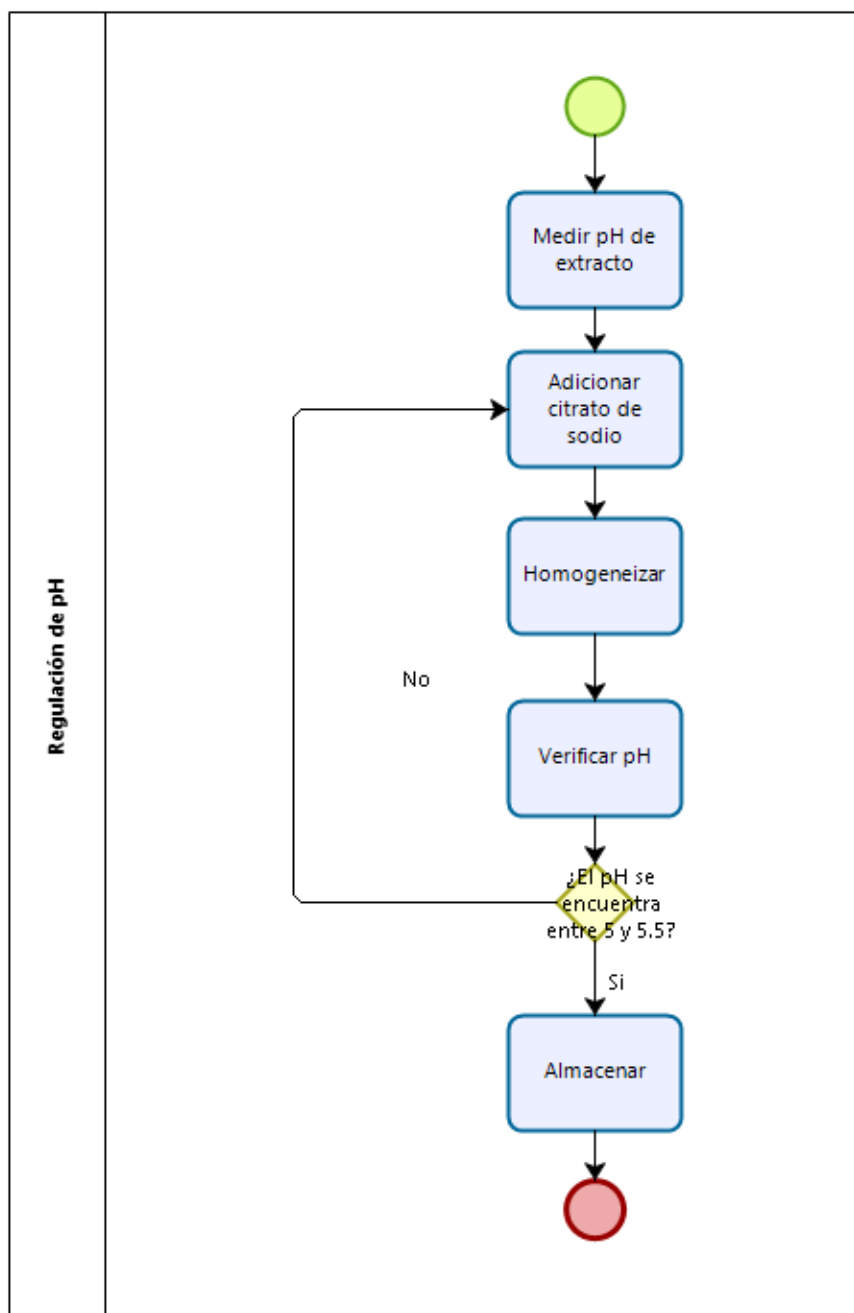 Regulación de pH
Medir pH de
extracto
Adicionar
citrato de
sodio
Homogeneizar
No
Verificar pH
¿El pH se
encuentra
entre 5 y 5.5?
Si
Almacenar